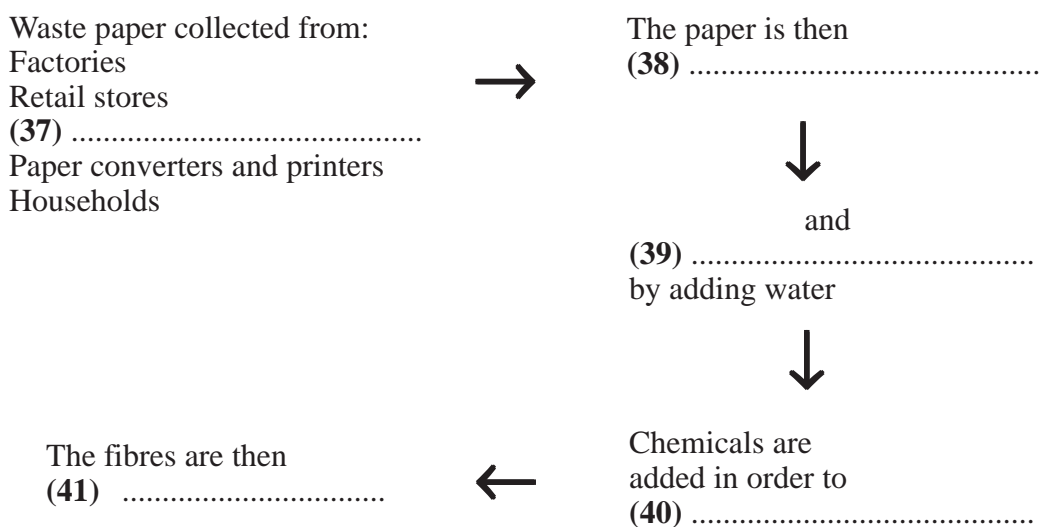 Waste paper collected from:
Factories
Retail stores
(37) ............................................
Paper converters and printers
Households
The paper is then
(38) ............................................
and
(39) ...........................................
by adding water
Chemicals are
added in order to
(40) ...........................................
The fibres are then
(41) .................................